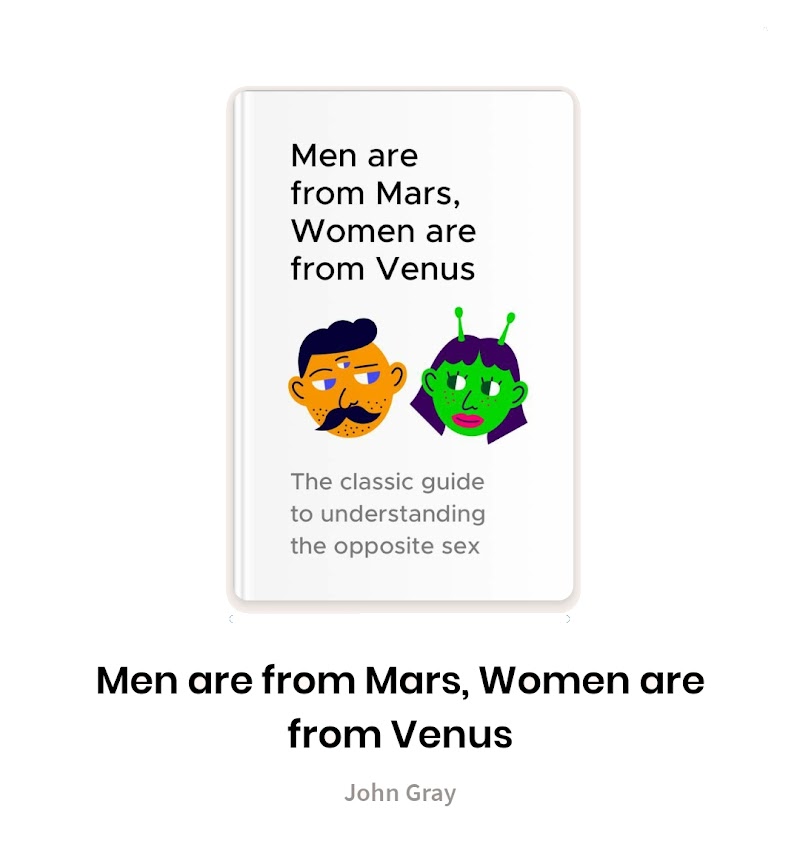 Men are
from Mars,
Women are
from Venus
The classic guide
to understanding
the opposite sex
Men are from Mars, Women are
from Venus
John Gray